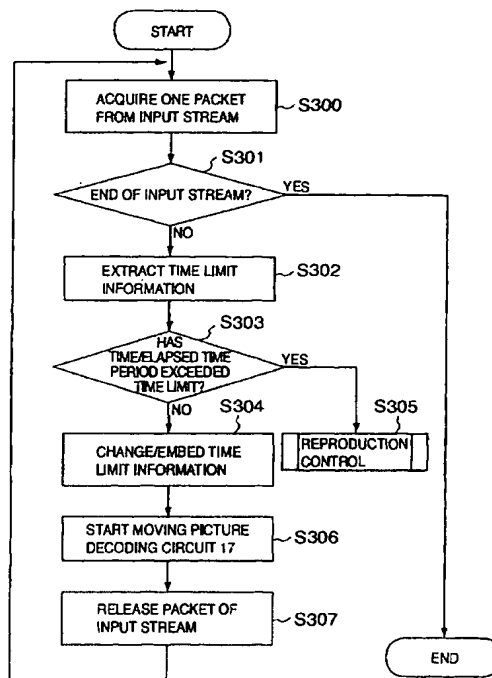 START
ACQUIRE ONE PACKET
FROM INPUT STREAM
S300
S301
END OF INPUT STREAM?
YES
NO
EXTRACT TIME LIMIT
INFORMATION
S302
S303
HAS
TIME/ELAPSED TIME
PERIOD EXCEEDED
TIME LIMIT?
YES
NO
S304
CHANGE/EMBED TIME
LIMIT INFORMATION
S305
REPRODUCTION
CONTROL
START MOVING PICTURE
DECODING CIRCUIT 17
S306
RELEASE PACKET OF
INPUT STREAM
S307
END